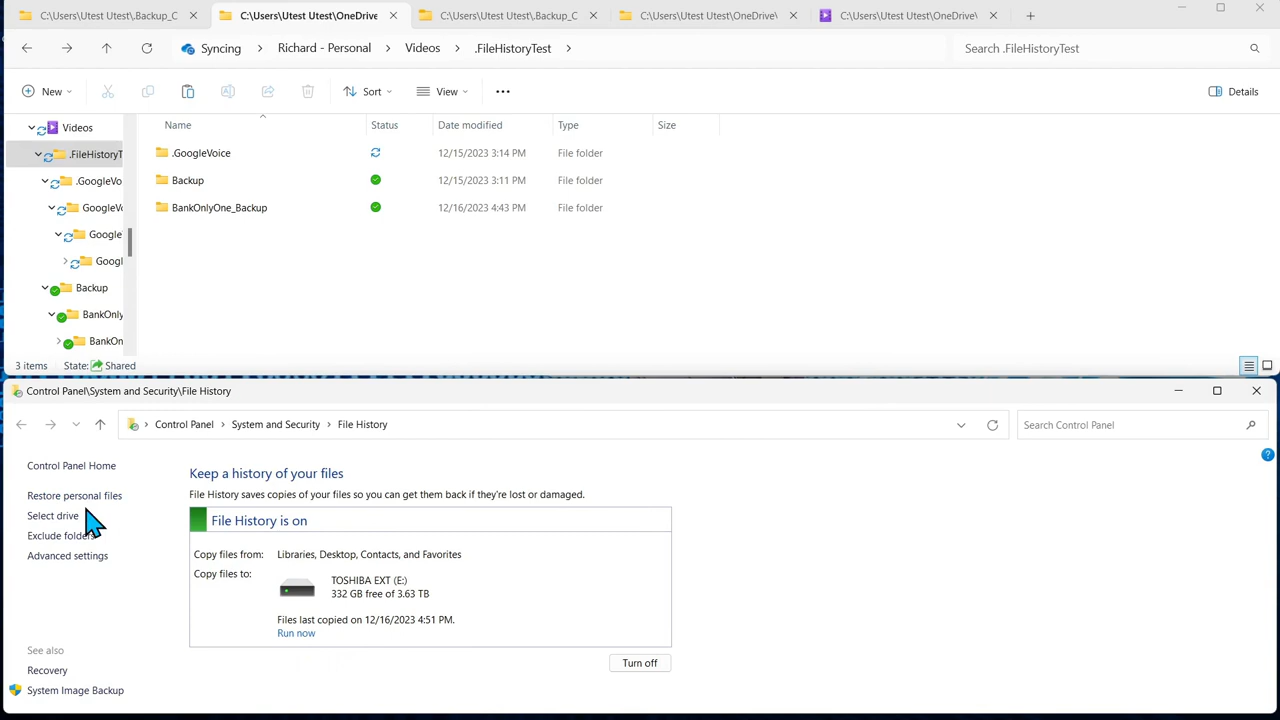 C:\Users\Utest Utest\.Backup_C
C:\Users\Utest Utest\OneDrive
C:\Users\Utest Utest\.Backup_C
C:\Users\Utest Utest\OneDrive\
C:\Users\Utest Utest\OneDrive\
Syncing > Richard - Personal > Videos > .FileHistoryTest >
Search .FileHistoryTest
New
Sort
View
Details
Videos
.FileHistoryT
.GoogleVo
GoogleV
Google
Googl
Backup
BankOnly
BankOn
Name
Status
Date modified
Type
Size
.GoogleVoice
12/15/2023 3:14 PM
File folder
Backup
12/15/2023 3:11 PM
File folder
BankOnlyOne_Backup
12/16/2023 4:43 PM
File folder
3 items
State:
Shared
Control Panel\System and Security\File History
Control Panel > System and Security > File History
Search Control Panel
Control Panel Home
Restore personal files
Select drive
Exclude folders
Advanced settings
See also
Recovery
System Image Backup
Keep a history of your files
File History saves copies of your files so you can get them back if they're lost or damaged.
File History is on
Copy files from:
Libraries, Desktop, Contacts, and Favorites
Copy files to:
TOSHIBA EXT (E:)
332 GB free of 3.63 TB
Files last copied on 12/16/2023 4:51 PM.
Run now
Turn off